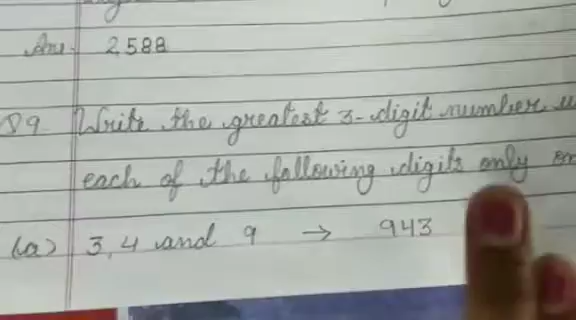 Ans. 2,588
Q9. Write the greatest 3-digit number
each of the following digits only
(a) 3, 4 and 9 → 943